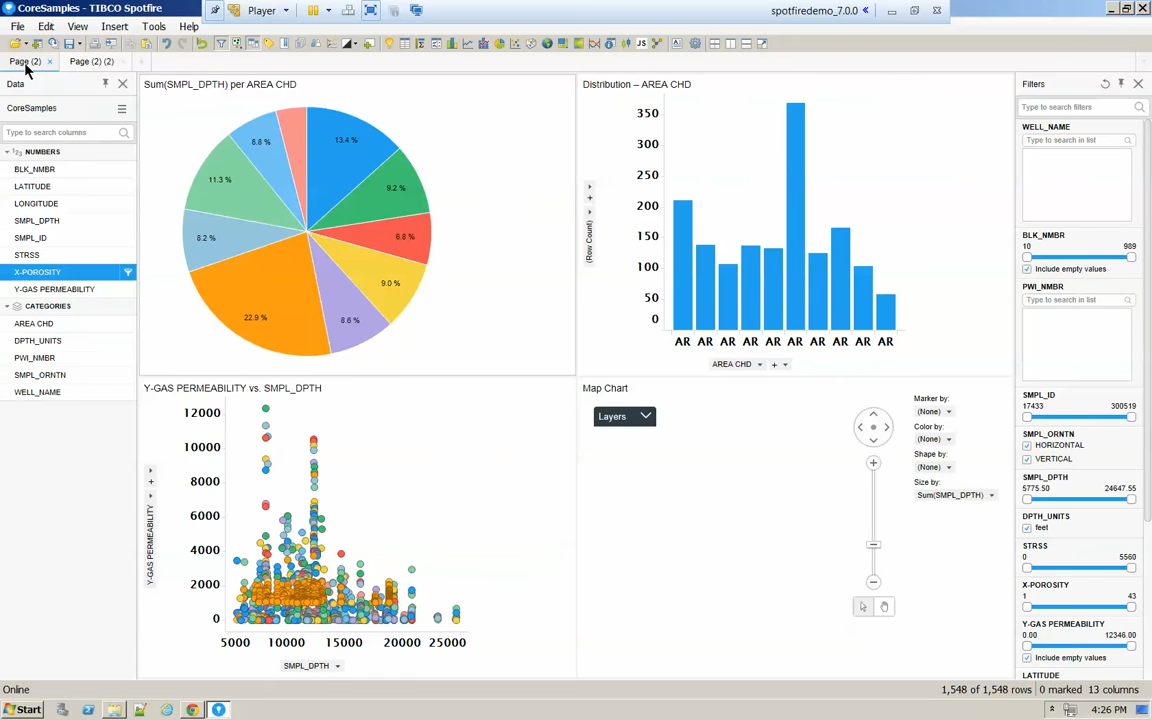 CoreSamples - TIBCO Spotfire
Player
spotfiredemo_7.0.0
File Edit View Insert Tools Help
JS
Page (2) Page (2) (2)
Data
CoreSamples
Type to search columns
NUMBERS
BLK_NMBR
LATITUDE
LONGITUDE
SMPL_DPTH
SMPL_ID
STRSS
X-POROSITY
Y-GAS PERMEABILITY
CATEGORIES
AREA CHD
DPTH_UNITS
PWI_NMBR
SMPL_ORNTN
WELL_NAME
Sum(SMPL_DPTH) per AREA CHD
13.4 %
9.2 %
6.8 %
9.0 %
8.6 %
22.9 %
8.2 %
11.3 %
6.6 %
Distribution – AREA CHD
350
300
250
200
150
100
50
0
(Row Count)
AR AR AR AR AR AR AR AR AR AR
AREA CHD
+
Y-GAS PERMEABILITY vs. SMPL_DPTH
12000
10000
8000
6000
4000
2000
0
Y-GAS PERMEABILITY
5000 10000 15000 20000 25000
SMPL_DPTH
Map Chart
Layers
Marker by:
(None)
Color by:
(None)
Shape by:
(None)
Size by:
Sum(SMPL_DPTH)
Filters
Type to search filters
WELL_NAME
Type to search in list
BLK_NMBR
10 989
Include empty values
PWI_NMBR
Type to search in list
SMPL_ID
17433 300519
SMPL_ORNTN
HORIZONTAL
VERTICAL
SMPL_DPTH
5775.50 24647.55
DPTH_UNITS
feet
STRSS
0 5560
X-POROSITY
1 43
Y-GAS PERMEABILITY
0.00 12346.00
Include empty values
LATITUDE
Online
1,548 of 1,548 rows 0 marked 13 columns
Start
4:26 PM